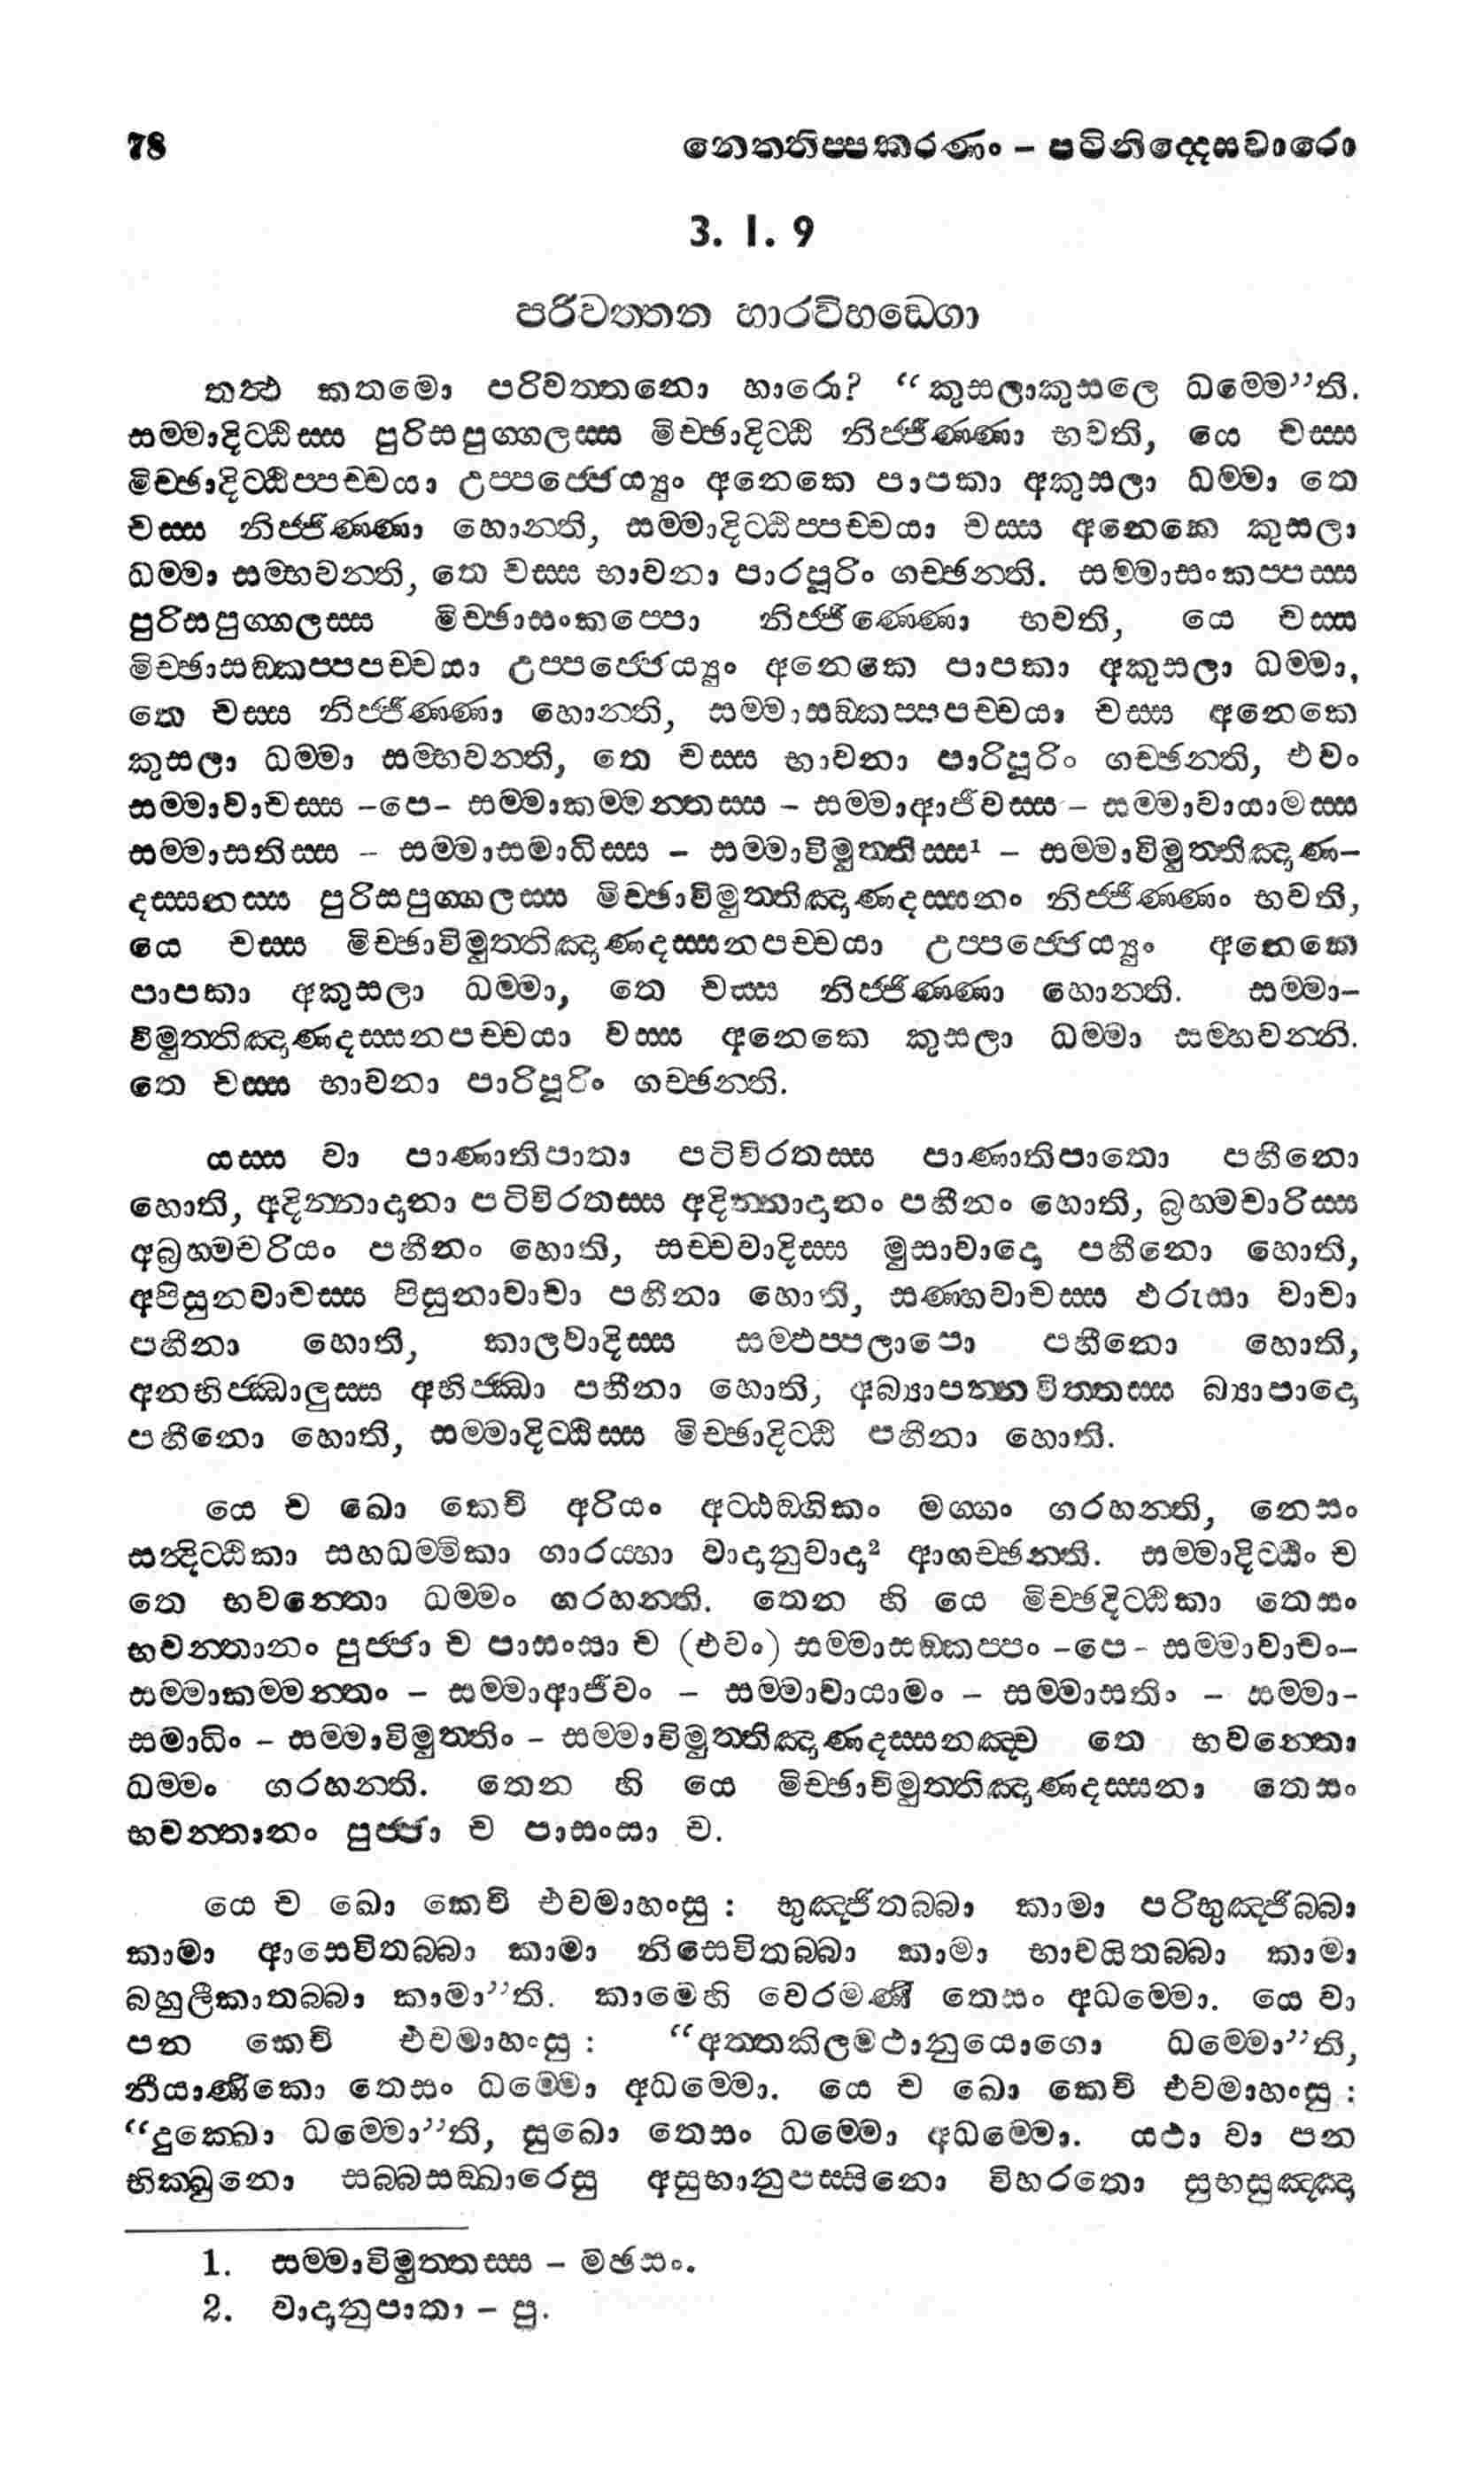 78 නෙත්තිප්පකරණං – පටිනිද්දෙසවාරො
3. 1. 9
පරිවත්තන හාරවිභඞ්ගො
තත්‍ථ කතමො පරිවත්තනො හාරො? “කුසලාකුසලෙ ධම්මෙ”ති.
සම්මාදිට්ඨිස්ස පුරිසපුග්ගලස්ස මිච්ඡාදිට්ඨි නිජ්ජිණ්ණා භවති, යෙ චස්ස
මිච්ඡාදිට්ඨිප්පච්චයා උප්පජ්ජෙය්‍යුං අනෙකෙ පාපකා අකුසලා ධම්මා තෙ
චස්ස නිජ්ජිණ්ණා හොන්ති, සම්මාදිට්ඨිප්පච්චයා චස්ස අනෙකෙ කුසලා
ධම්මා සම්භවන්ති, තෙ චස්ස භාවනා පාරපූරිං ගච්ඡන්ති. සම්මාසංකප්පස්ස
පුරිසපුග්ගලස්ස මිච්ඡාසංකප්පො නිජ්ජිණ්ණො භවති, යෙ චස්ස
මිච්ඡාසඞ්කප්පපච්චයා උප්පජ්ජෙය්‍යුං අනෙකෙ පාපකා අකුසලා ධම්මා,
තෙ චස්ස නිජ්ජිණ්ණා හොන්ති, සම්මාසඞ්කප්පපච්චයා චස්ස අනෙකෙ
කුසලා ධම්මා සම්භවන්ති, තෙ චස්ස භාවනා පාරිපූරිං ගච්ඡන්ති, එවං
සම්මාවාචස්ස –පෙ– සම්මාකම්මන්තස්ස – සම්මාආජීවස්ස – සම්මාවායාමස්ස
සම්මාසතිස්ස – සම්මාසමාධිස්ස – සම්මාවිමුත්තිස්ස¹ – සම්මාවිමුත්තිඤාණ–
දස්සනස්ස පුරිසපුග්ගලස්ස මිච්ඡාවිමුත්තිඤාණදස්සනං නිජ්ජිණ්ණං භවති,
යෙ චස්ස මිච්ඡාවිමුත්තිඤාණදස්සනපච්චයා උප්පජ්ජෙය්‍යුං අනෙකෙ
පාපකා අකුසලා ධම්මා, තෙ චස්ස නිජ්ජිණ්ණා හොන්ති. සම්මා–
විමුත්තිඤාණදස්සනපච්චයා චස්ස අනෙකෙ කුසලා ධම්මා සම්භවන්ති.
තෙ චස්ස භාවනා පාරිපූරිං ගච්ඡන්ති.
යස්ස වා පාණාතිපාතා පටිවිරතස්ස පාණාතිපාතො පහීනො
හොති, අදින්නාදානා පටිවිරතස්ස අදින්නාදානං පහීනං හොති, බ්‍රහ්මචාරිස්ස
අබ්‍රහ්මචරියං පහීනං හොති, සච්චවාදිස්ස මුසාවාදො පහීනො හොති,
අපිසුනවාචස්ස පිසුනාවාචා පහීනා හොති, සණ්හවාචස්ස ඵරුසා වාචා
පහීනා හොති, කාලවාදිස්ස සම්ඵප්පලාපො පහීනො හොති,
අනභිජ්ඣාලුස්ස අභිජ්ඣා පහීනා හොති, අබ්‍යාපන්නචිත්තස්ස බ්‍යාපාදො
පහීනො හොති, සම්මාදිට්ඨිස්ස මිච්ඡාදිට්ඨි පහීනා හොති.
යෙ ච ඛො කෙචි අරියං අට්ඨඞ්ගිකං මග්ගං ගරහන්ති, නෙසං
සන්‍දිට්ඨිකා සහධම්මිකා ගාරය්හා වාදානුවාදා² ආගච්ඡන්ති. සම්මාදිට්ඨිං ච
තෙ භවන්තො ධම්මං ගරහන්ති. තෙන හි යෙ මිච්ඡදිට්ඨිකා තෙසං
භවන්තානං පුජ්ජා ච පාසංසා ච (එවං) සම්මාසඞ්කප්පං –පෙ– සම්මාවාචං–
සම්මාකම්මන්තං – සම්මාආජීවං – සම්මාවායාමං – සම්මාසතිං – සම්මා–
සමාධිං – සම්මාවිමුත්තිං – සම්මාවිමුත්තිඤාණදස්සනඤ්ච තෙ භවන්තො
ධම්මං ගරහන්ති. තෙන හි යෙ මිච්ඡාවිමුත්තිඤාණදස්සනා තෙසං
භවන්තානං පුජ්ජා ච පාසංසා ච.
යෙ ච ඛො කෙචි එවමාහංසු : භුඤ්ජිතබ්බා කාමා පරිභුඤ්ජිබ්බා
කාමා ආසෙවිතබ්බා කාමා නිසෙවිතබ්බා කාමා භාවයිතබ්බා කාමා
බහුලීකාතබ්බා කාමා”ති. කාමෙහි වෙරමණී තෙසං අධම්මො. යෙ වා
පන කෙචි එවමාහංසු : “අත්තකිලමථානුයොගො ධම්මො”ති,
නීයාණිකො තෙසං ධම්මො අධම්මො. යෙ ච ඛො කෙචි එවමාහංසු :
“දුක්ඛො ධම්මො”ති, සුඛො තෙසං ධම්මො අධම්මො. යථා වා පන
භික්ඛුනො සබ්බසඞ්ඛාරෙසු අසුභානුපස්සිනො විහරතො සුභසුඤ්ඤා
1. සම්මාවිමුත්තස්ස – මඡසං.
2. වාදානුපාතා – පු.